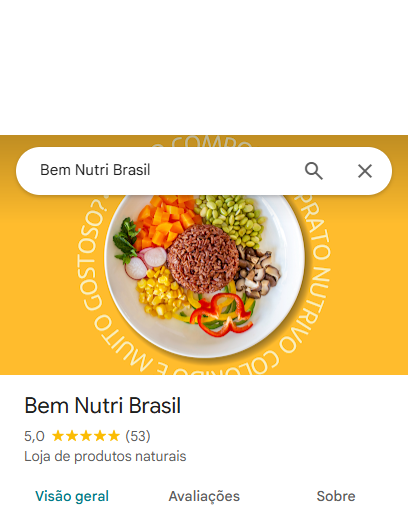 Bem Nutri Brasil
O COMPO
PRATO NUTRIVO COLORIDO E MUITO GOSTOSO?
Bem Nutri Brasil
5,0 ★★★★★ (53)
Loja de produtos naturais
Visão geral Avaliações Sobre